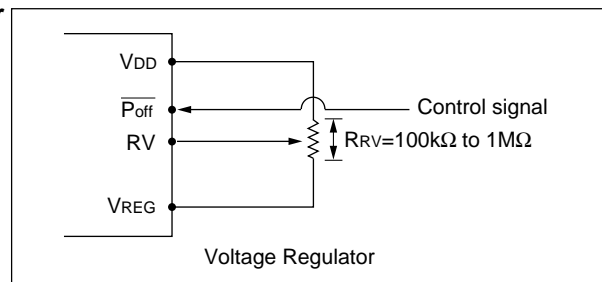 r
VDD
Poff
Control signal
RV
RRV=100kΩ to 1MΩ
VREG
Voltage Regulator